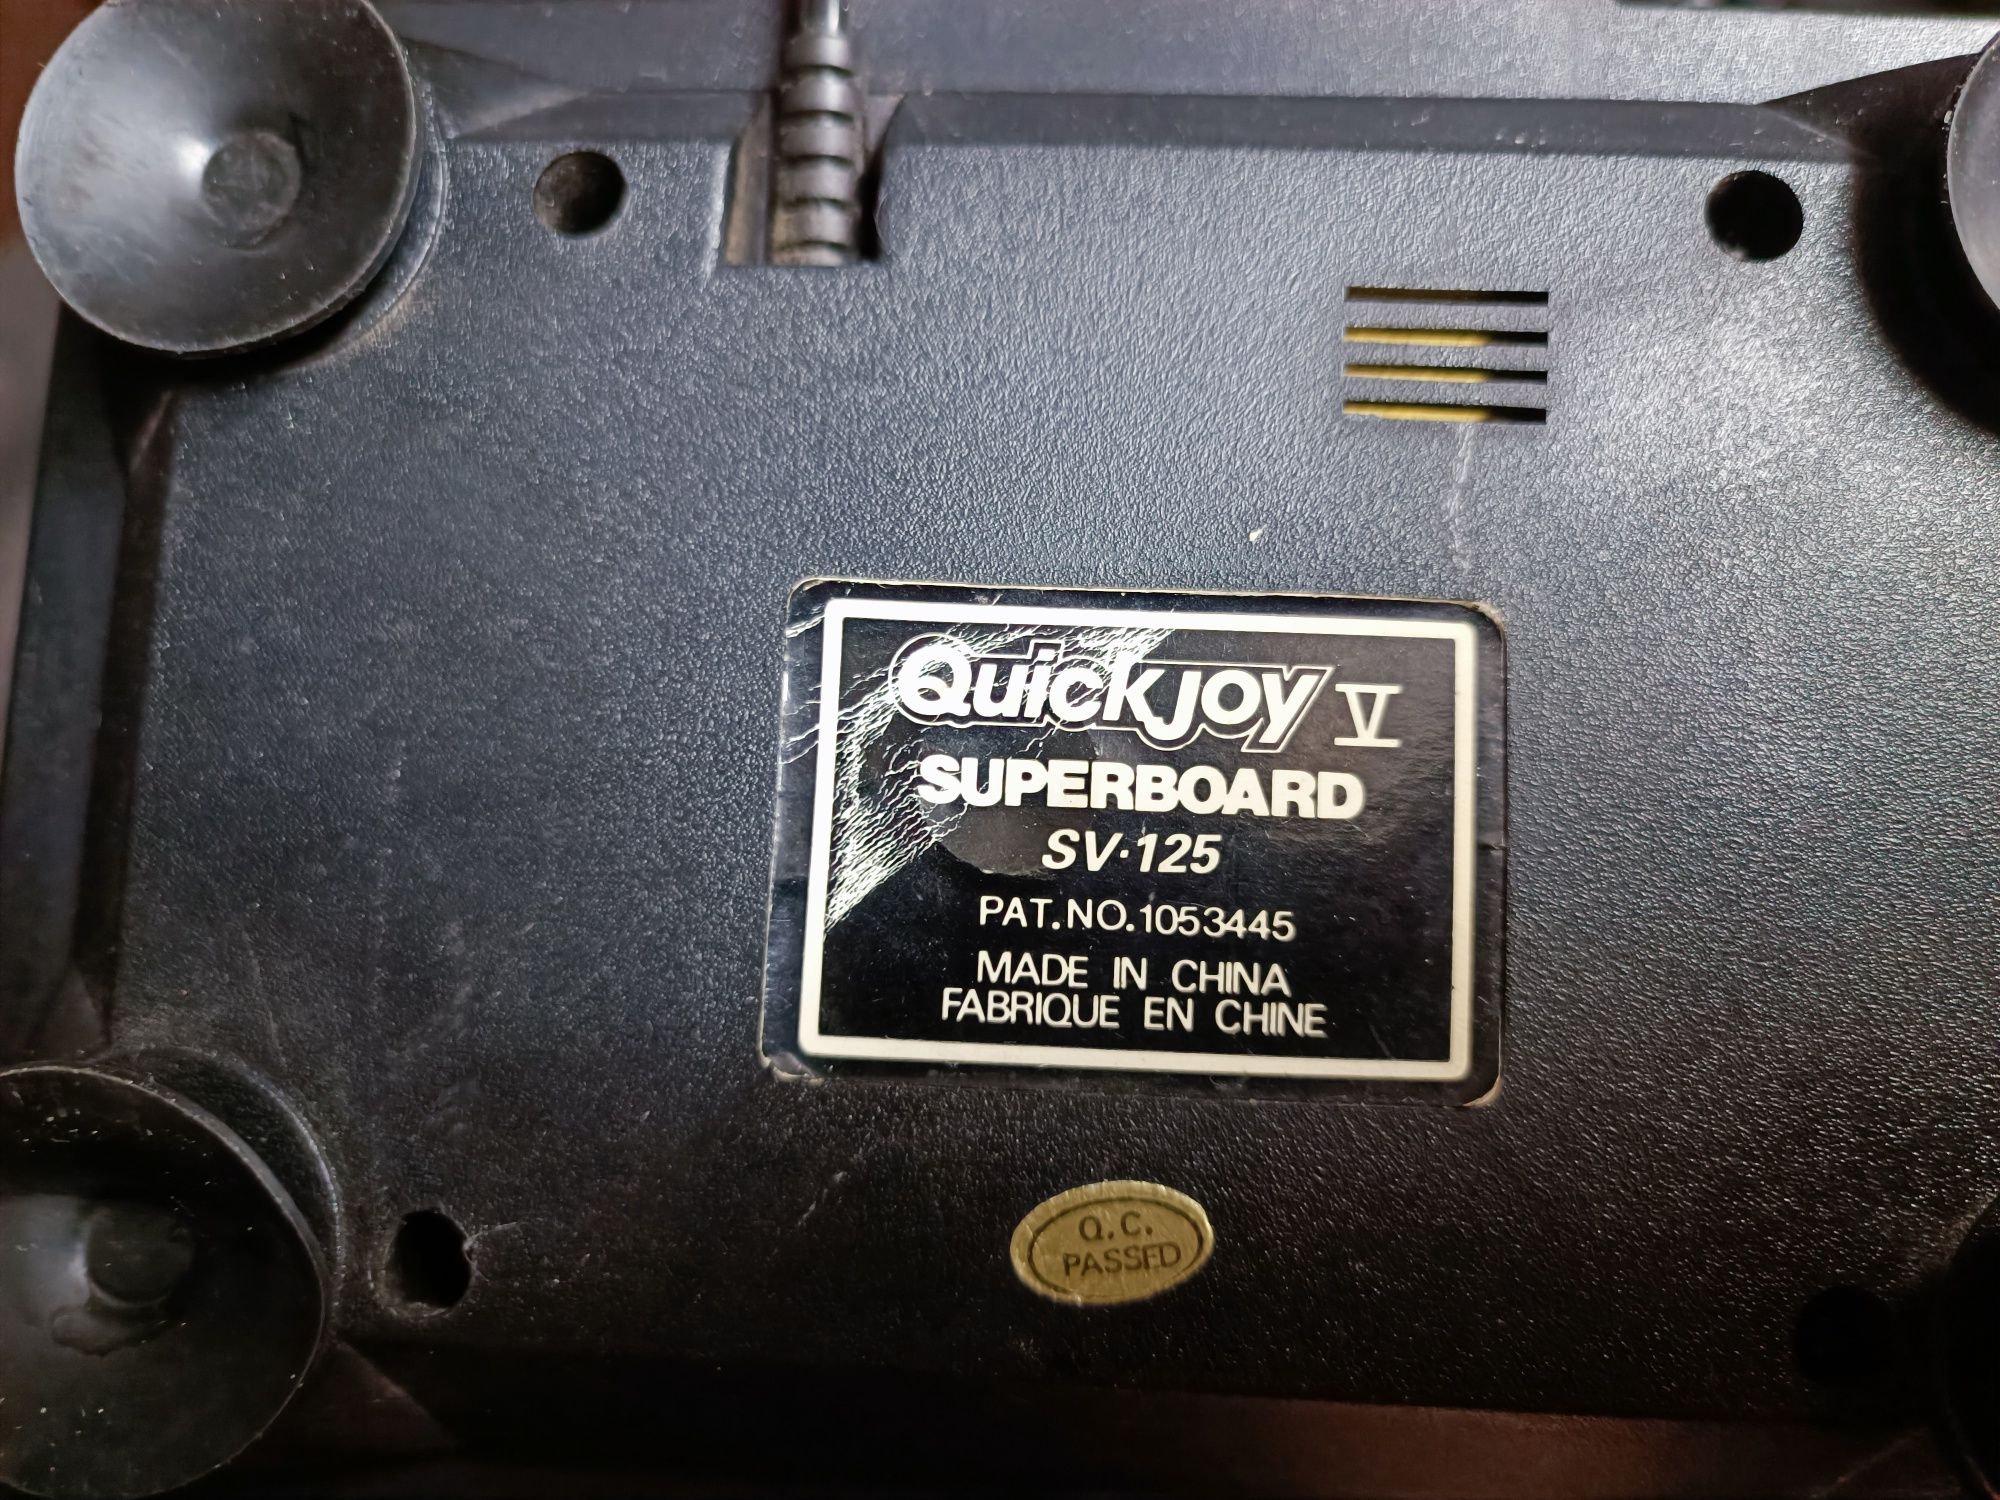 Quickjoy V
SUPERBOARD
SV·125
PAT.NO.1053445
MADE IN CHINA
FABRIQUE EN CHINE
Q.C.
PASSED